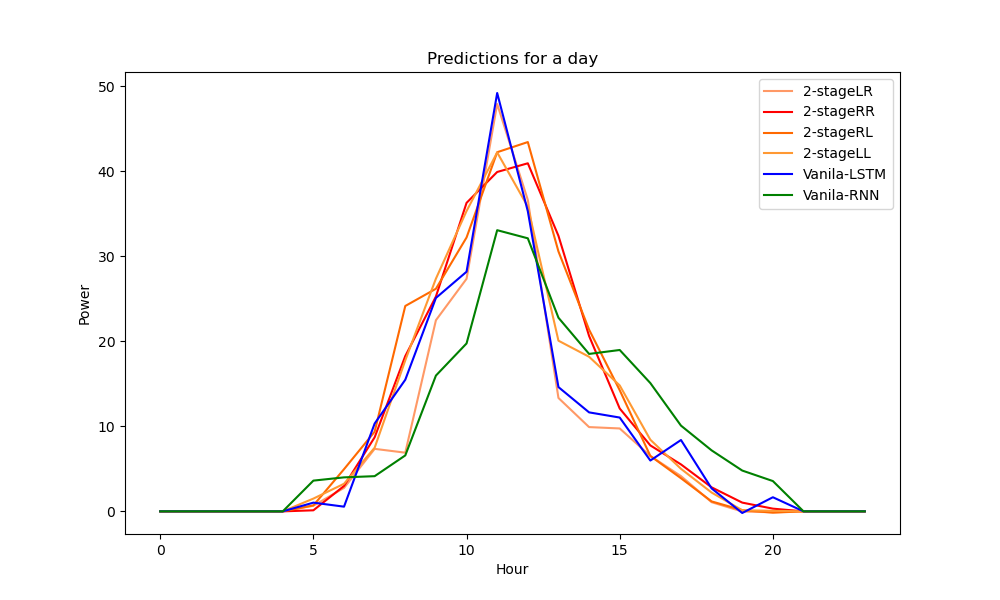 Predictions for a day
2-stageLR
2-stageRR
2-stageRL
2-stageLL
Vanila-LSTM
Vanila-RNN
Power
50
40
30
20
10
0
0 5 10 15 20
Hour